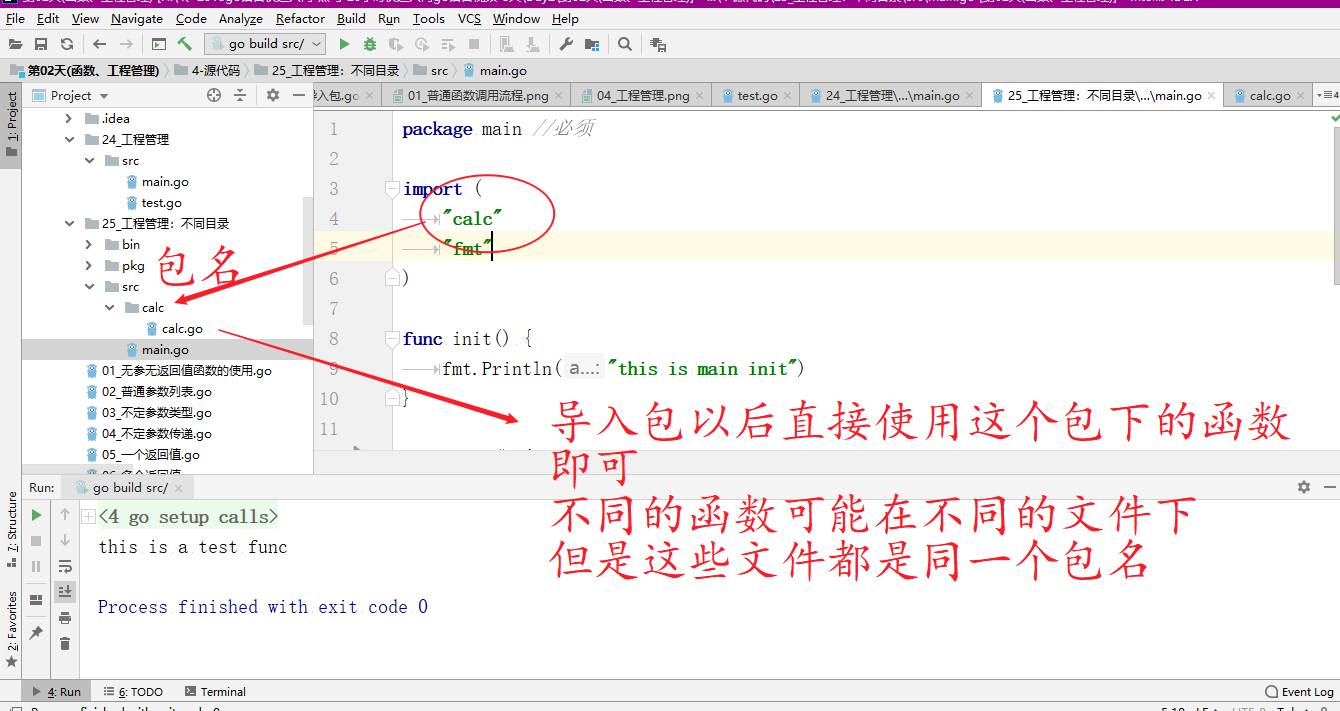 File Edit View Navigate Code Analyze Refactor Build Run Tools VCS Window Help
go build src/
第02天(函数、工程管理) 4-源代码 25_工程管理：不同目录 src main.go
Project
导入包.go 01_普通函数调用流程.png 04_工程管理.png test.go 24_工程管理\...\main.go 25_工程管理：不同目录\...\main.go calc.go
1: Project
.idea
24_工程管理
src
main.go
test.go
25_工程管理：不同目录
bin
pkg
src
calc
calc.go
main.go
01_无参无返回值函数的使用.go
02_普通参数列表.go
03_不定参数类型.go
04_不定参数传递.go
05_一个返回值.go
包名
1 package main //必须
2
3 import (
4 "calc"
5 "fmt"
6 )
7
8 func init() {
9 fmt.Println( a...: "this is main init")
10 }
11
导入包以后直接使用这个包下的函数
即可
不同的函数可能在不同的文件下
但是这些文件都是同一个包名
Run: go build src/
<4 go setup calls>
this is a test func
Process finished with exit code 0
7: Structure
2: Favorites
4: Run 6: TODO Terminal Event Log